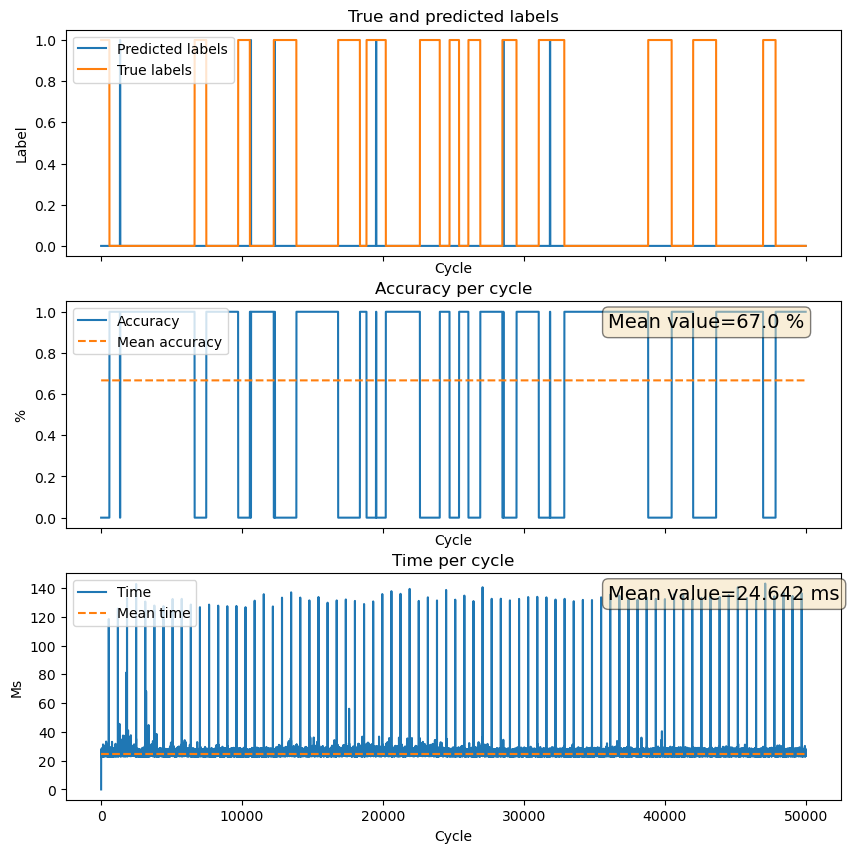 True and predicted labels
1.0
0.8
0.6
0.4
0.2
0.0
Label
Predicted labels
True labels
Cycle
Accuracy per cycle
1.0
0.8
0.6
0.4
0.2
0.0
%
Accuracy
Mean accuracy
Mean value=67.0 %
Cycle
Time per cycle
140
120
100
80
60
40
20
0
Ms
Time
Mean time
Mean value=24.642 ms
0 10000 20000 30000 40000 50000
Cycle